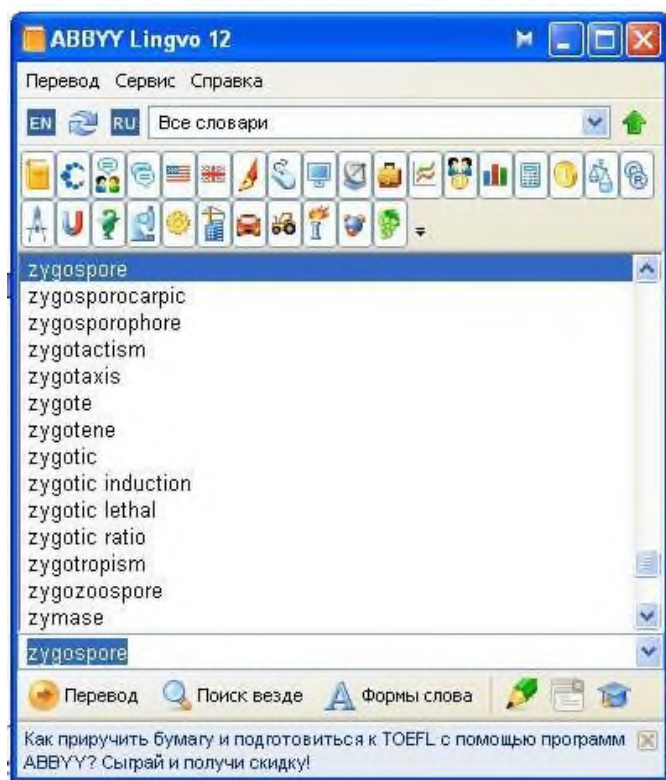 ABBYY Lingvo 12
Перевод Сервис Справка
EN RU Все словари
zygospore
zygosporocarpic
zygosporophore
zygotactism
zygotaxis
zygote
zygotene
zygotic
zygotic induction
zygotic lethal
zygotic ratio
zygotropism
zygozoospore
zymase
zygospore
Перевод Поиск везде Формы слова
Как приручить бумагу и подготовиться к TOEFL с помощью программ
ABBYY? Сыграй и получи скидку!